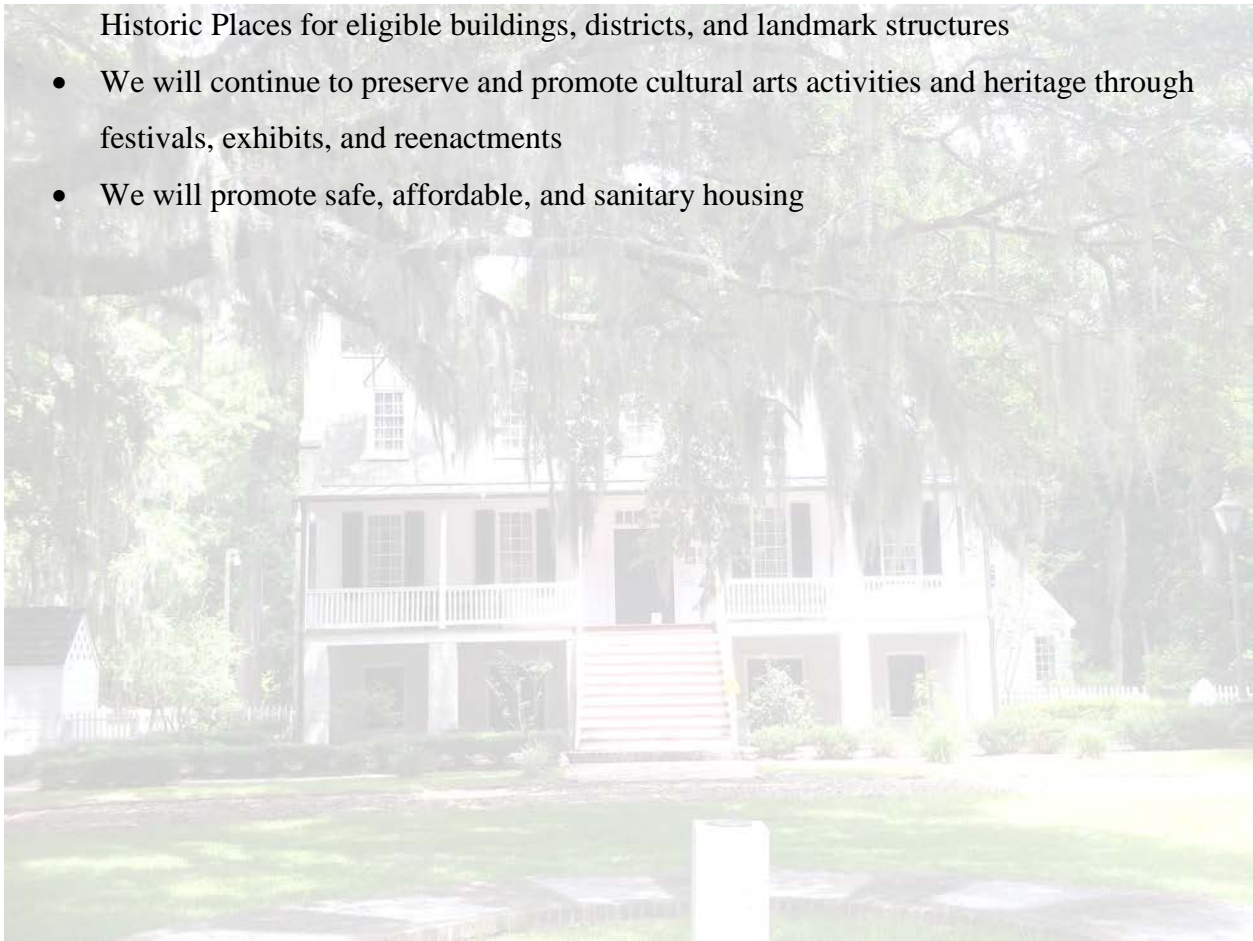 Historic Places for eligible buildings, districts, and landmark structures
• We will continue to preserve and promote cultural arts activities and heritage through
festivals, exhibits, and reenactments
• We will promote safe, affordable, and sanitary housing